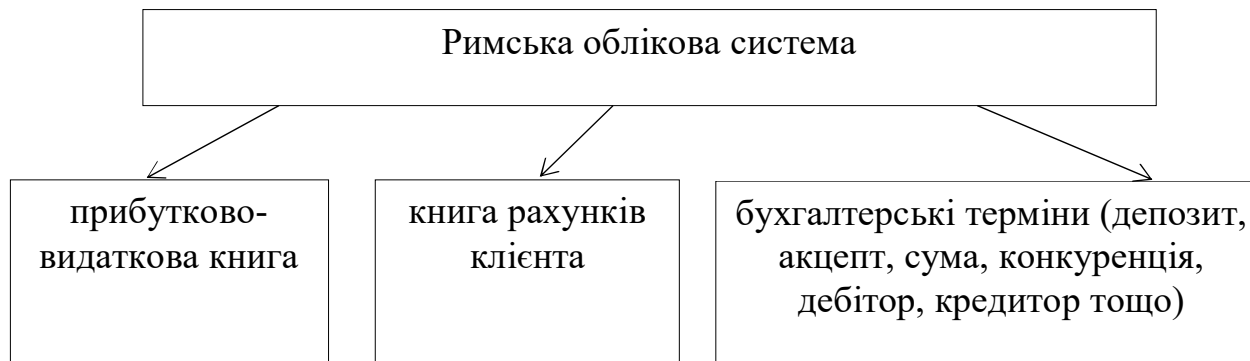 Римська облікова система
прибутково-
видаткова книга
книга рахунків
клієнта
бухгалтерські терміни (депозит,
акцепт, сума, конкуренція,
дебітор, кредитор тощо)